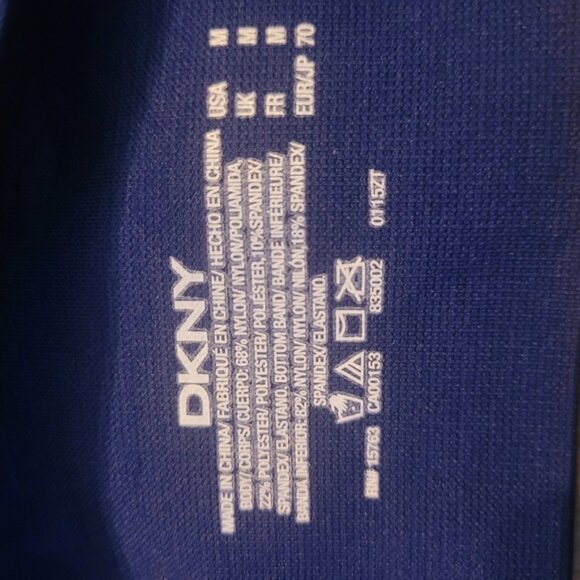 DKNY
MADE IN CHINA/ FABRIQUÉ EN CHINE/ HECHO EN CHINA
BODY/ CORPS/ CUERPO: 68% NYLON/ NYLON/POLIAMIDA,
22% POLYESTER/ POLYESTER/ POLIÉSTER, 10%SPANDEX/
SPANDEX/ ELASTANO. BOTTOM BAND/ BANDE INFÉRIEURE/
BANDA INFERIOR: 82% NYLON/ NYLON/ NILÓN, 18% SPANDEX/
SPANDEX/ ELASTANO.
USA M
UK M
FR M
EUR/JP 70
RN# 15763 CA00153 835002 0115ZT